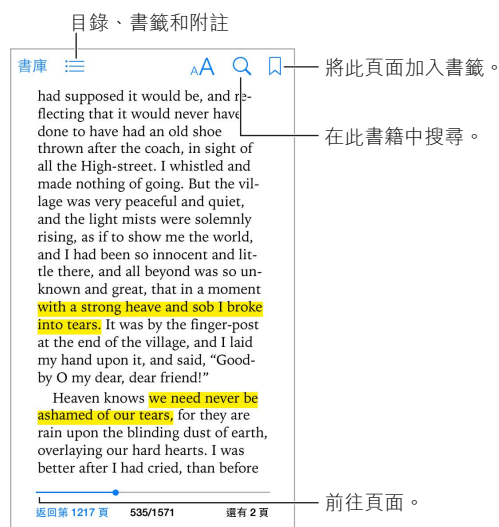 目錄、書籤和附註
書庫
AA
將此頁面加入書籤。
had supposed it would be, and re-
flecting that it would never have
done to have had an old shoe
在此書籍中搜尋。
thrown after the coach, in sight of
all the High-street. I whistled and
made nothing of going. But the vil-
lage was very peaceful and quiet,
and the light mists were solemnly
rising, as if to show me the world,
and I had been so innocent and lit-
tle there, and all beyond was so un-
known and great, that in a moment
with a strong heave and sob I broke
into tears. It was by the finger-post
at the end of the village, and I laid
my hand upon it, and said, “Good-
by O my dear, dear friend!”
Heaven knows we need never be
ashamed of our tears, for they are
rain upon the blinding dust of earth,
overlaying our hard hearts. I was
better after I had cried, than before
前往頁面。
返回第 1217 頁 535/1571 還有 2 頁